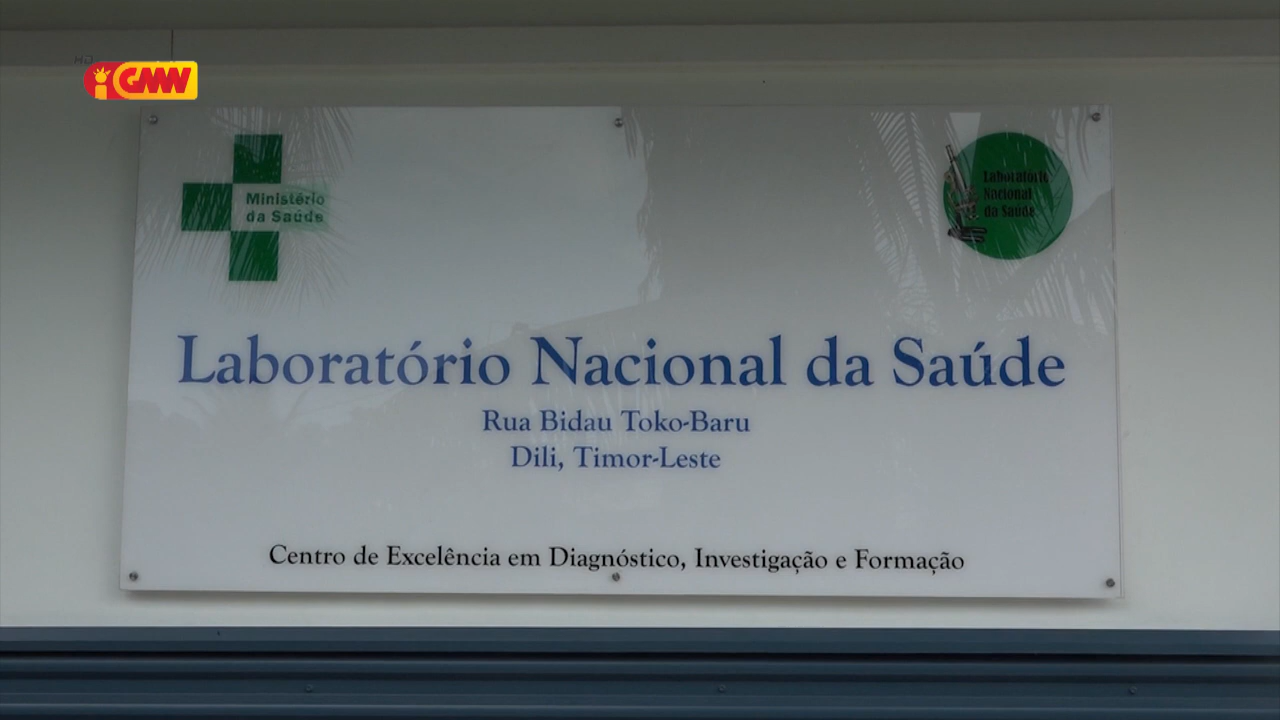 HD
GMN
Ministério
da Saúde
Laboratório
Nacional
da Saúde
Laboratório Nacional da Saúde
Rua Bidau Toko-Baru
Dili, Timor-Leste
Centro de Excelência em Diagnóstico, Investigação e Formação